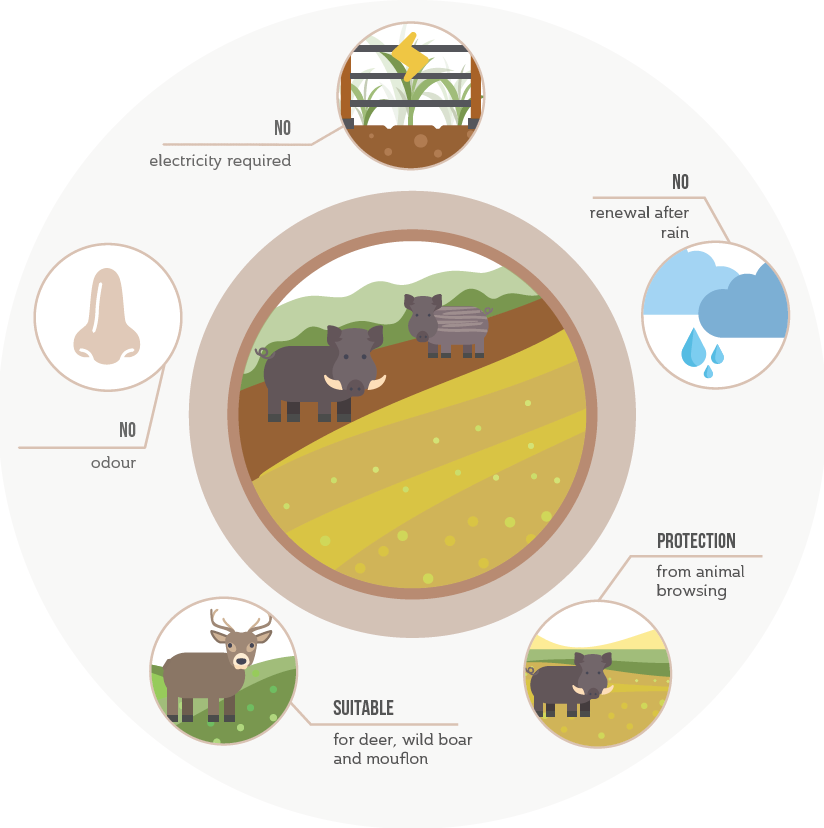 NO
electricity required
NO
renewal after
rain
NO
odour
PROTECTION
from animal
browsing
SUITABLE
for deer, wild boar
and mouflon